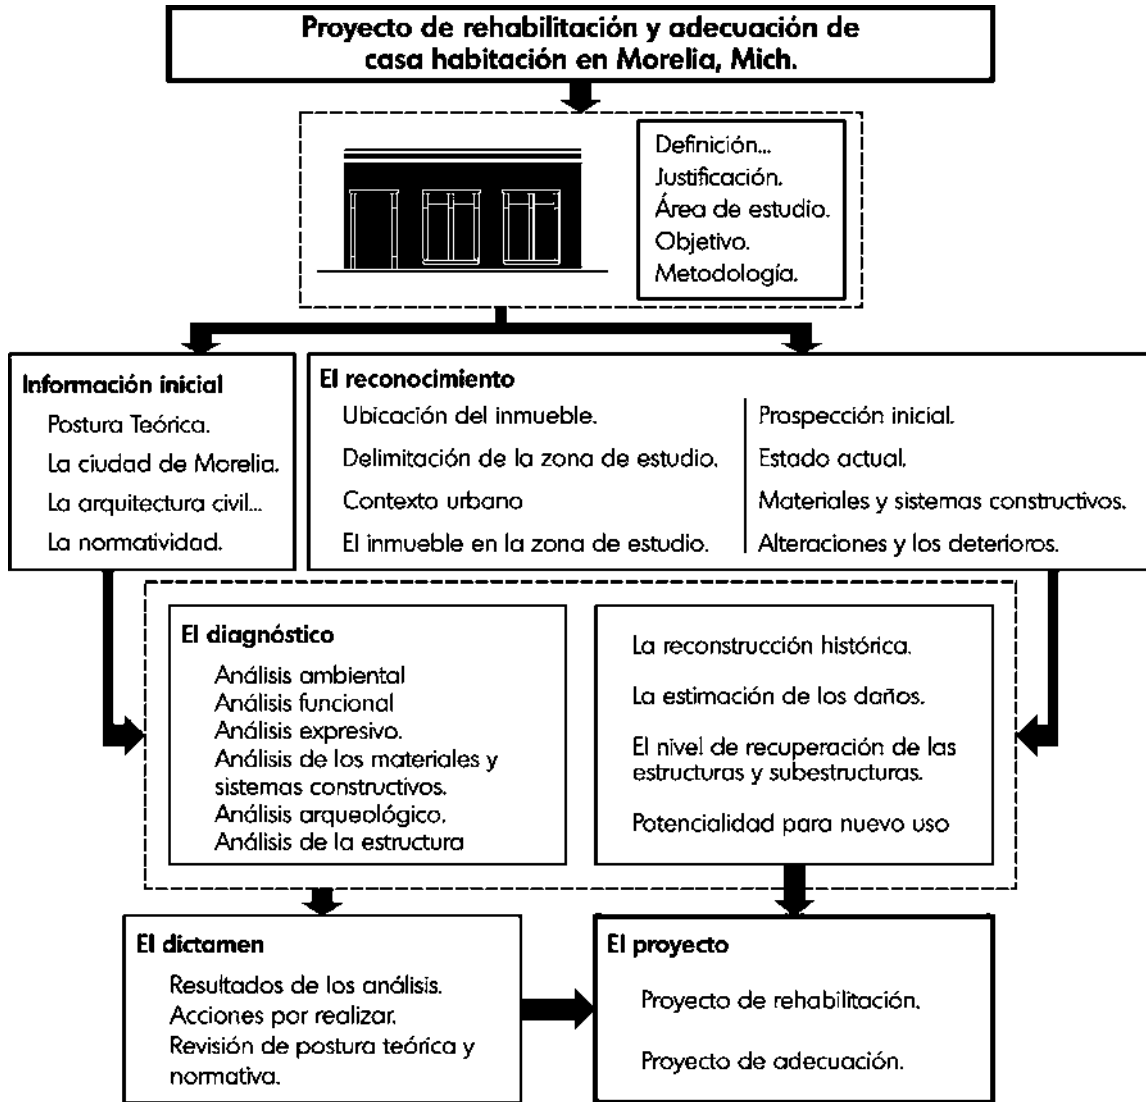 Proyecto de rehabilitación y adecuación de
casa habitación en Morelia, Mich.
Definición...
Justificación.
Área de estudio.
Objetivo.
Metodología.
Información inicial
Postura Teórica.
La ciudad de Morelia.
La arquitectura civil...
La normatividad.
El reconocimiento
Ubicación del inmueble.
Delimitación de la zona de estudio.
Contexto urbano
El inmueble en la zona de estudio.
Prospección inicial.
Estado actual.
Materiales y sistemas constructivos.
Alteraciones y los deterioros.
El diagnóstico
Análisis ambiental
Análisis funcional
Análisis expresivo.
Análisis de los materiales y
sistemas constructivos.
Análisis arqueológico.
Análisis de la estructura
La reconstrucción histórica.
La estimación de los daños.
El nivel de recuperación de las
estructuras y subestructuras.
Potencialidad para nuevo uso
El dictamen
Resultados de los análisis.
Acciones por realizar.
Revisión de postura teórica y
normativa.
El proyecto
Proyecto de rehabilitación.
Proyecto de adecuación.